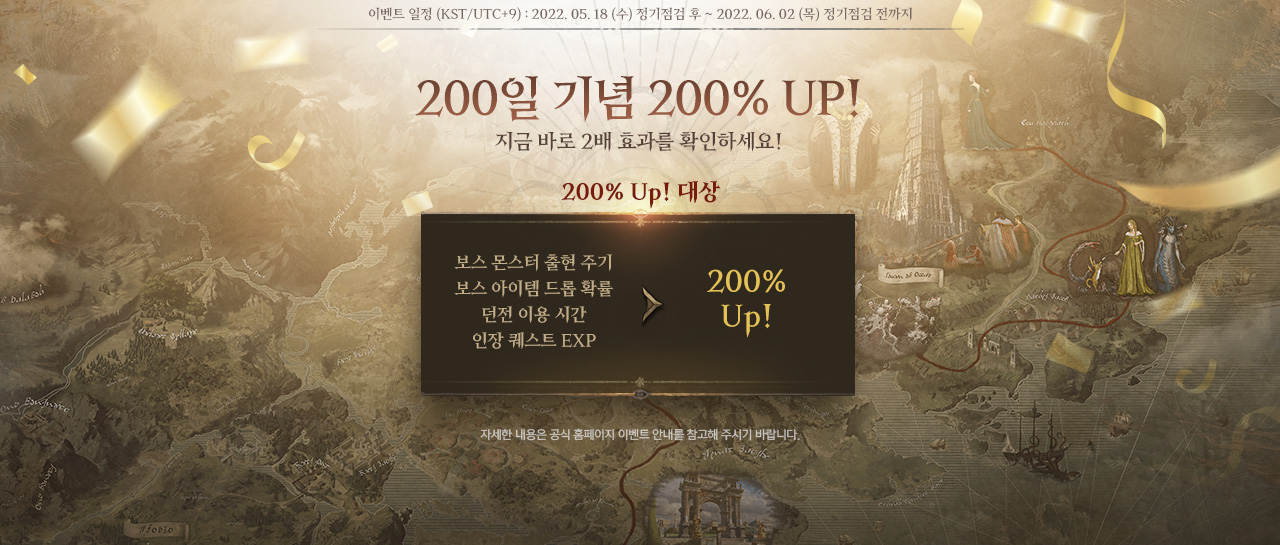 이벤트 일정 (KST/UTC+9) : 2022. 05. 18 (수) 정기점검 후 ~ 2022. 06. 02 (목) 정기점검 전까지
200일 기념 200% UP!
지금 바로 2배 효과를 확인하세요!
200% Up! 대상
보스 몬스터 출현 주기
보스 아이템 드롭 확률
던전 이용 시간
인장 퀘스트 EXP
200%
Up!
자세한 내용은 공식 홈페이지 이벤트 안내를 참고해 주시기 바랍니다.